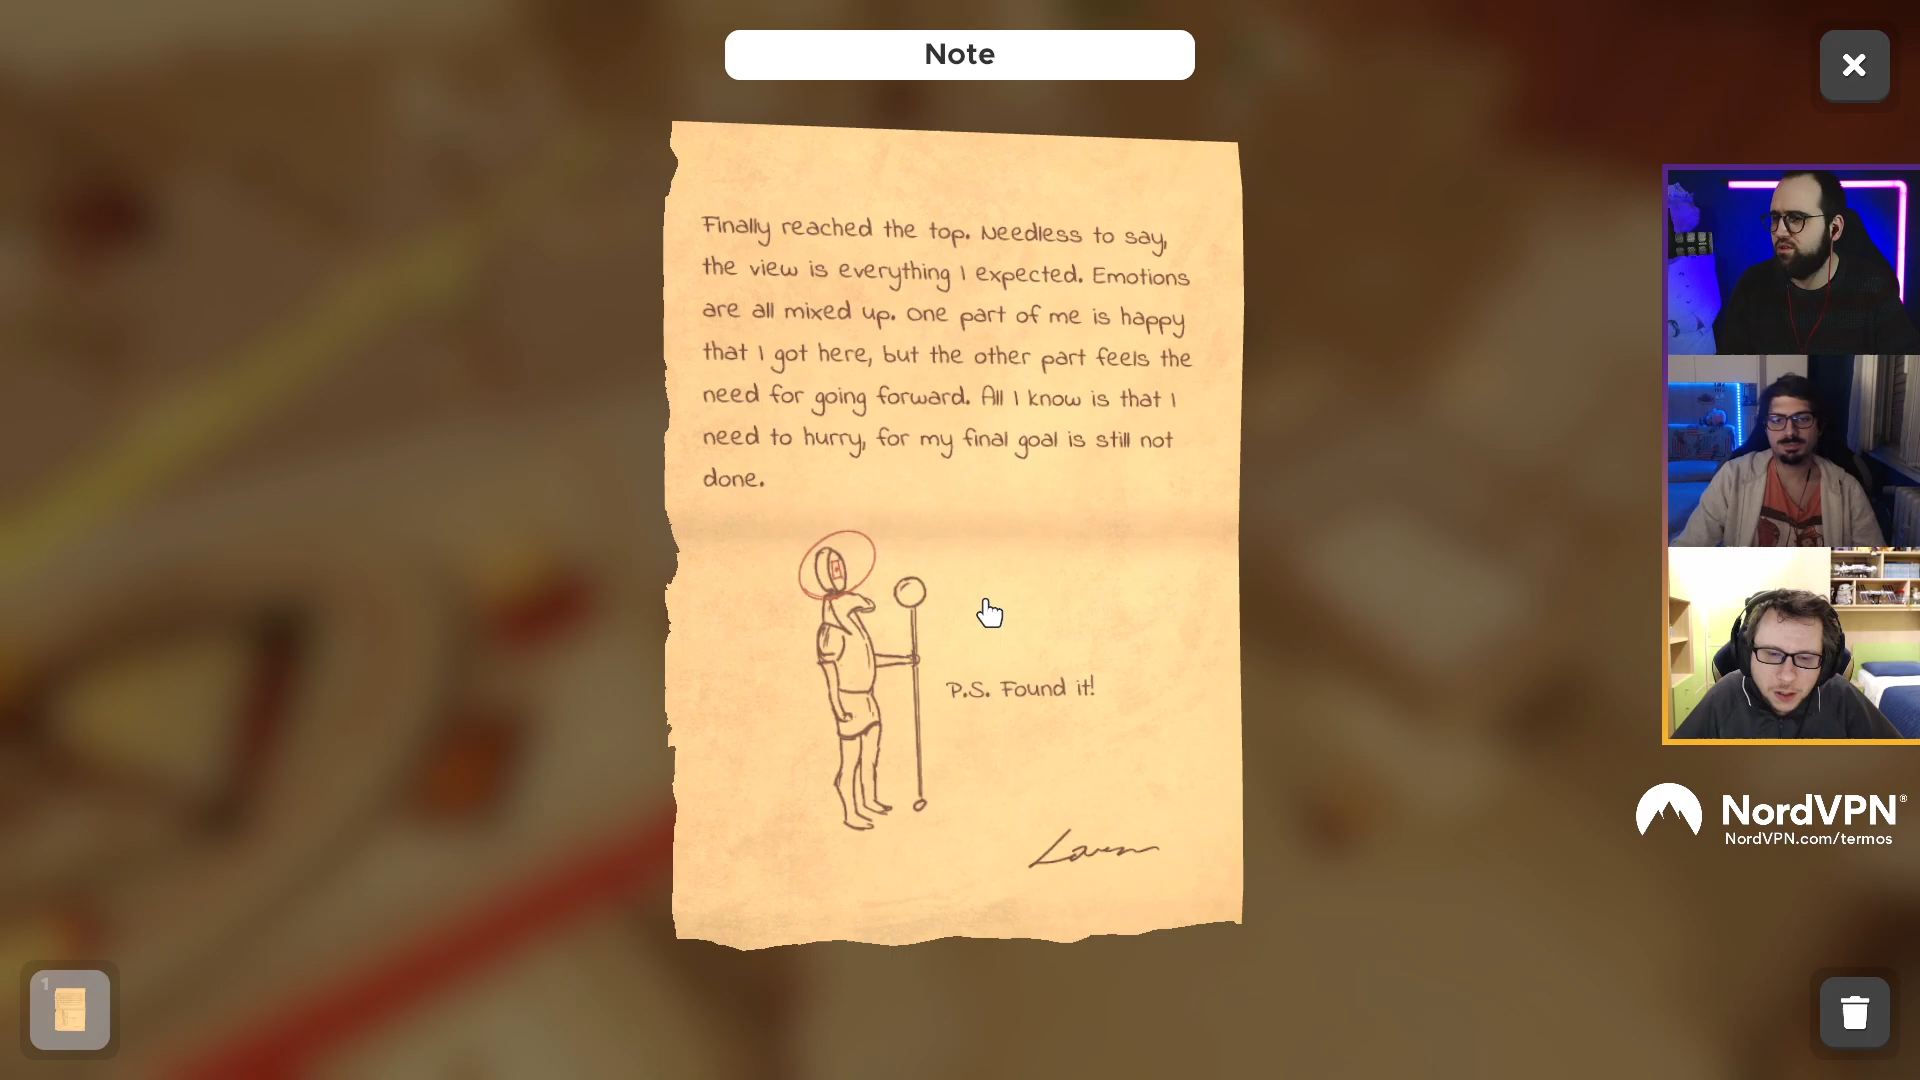 Note
Finally reached the top. Needless to say,
the view is everything I expected. Emotions
are all mixed up. One part of me is happy
that I got here, but the other part feels the
need for going forward. All I know is that I
need to hurry, for my final goal is still not
done.
P.S. Found it!
NordVPN®
NordVPN.com/termos
1